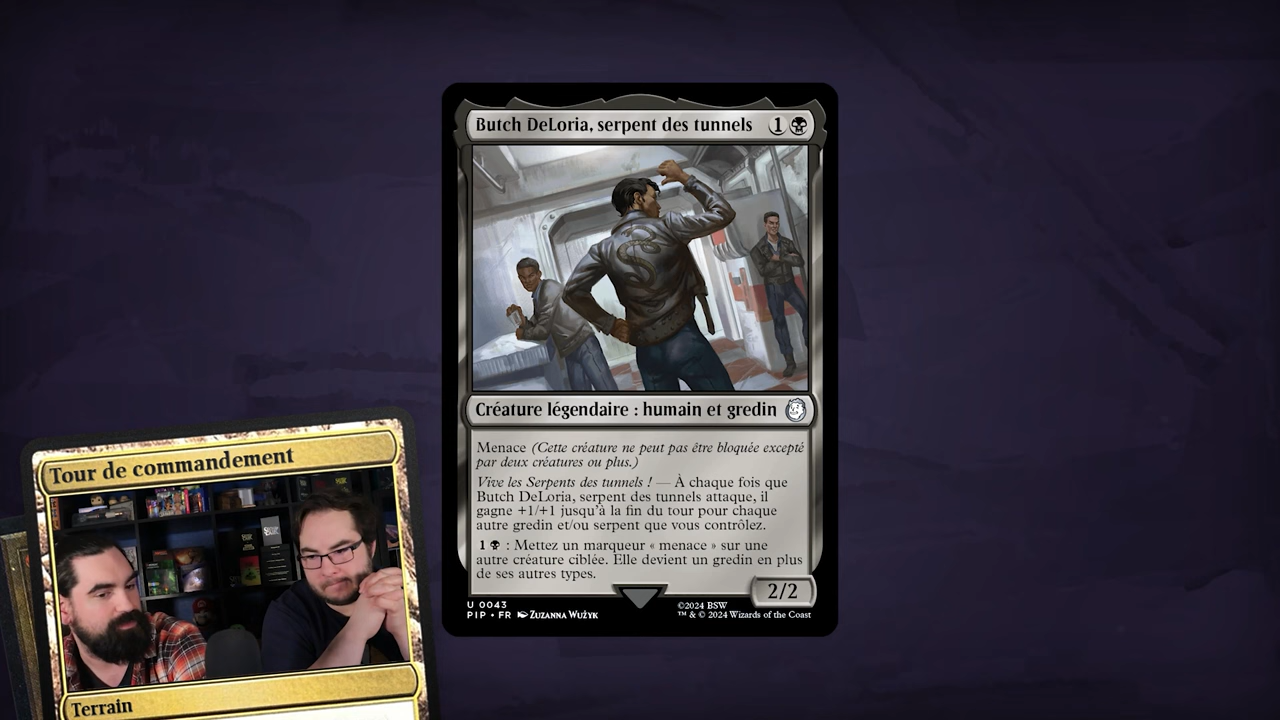 Butch DeLoria, serpent des tunnels 1
Créature légendaire : humain et gredin
Menace (Cette créature ne peut pas être bloquée excepté
par deux créatures ou plus.)
Vive les Serpents des tunnels ! — À chaque fois que
Butch DeLoria, serpent des tunnels attaque, il
gagne +1/+1 jusqu'à la fin du tour pour chaque
autre gredin et/ou serpent que vous contrôlez.
1 : Mettez un marqueur « menace » sur une
autre créature ciblée. Elle devient un gredin en plus
de ses autres types.
2/2
U 0043
PIP • FR Zuzanna Wużyk
©2024 BSW
™ & © 2024 Wizards of the Coast
Tour de commandement
Terrain